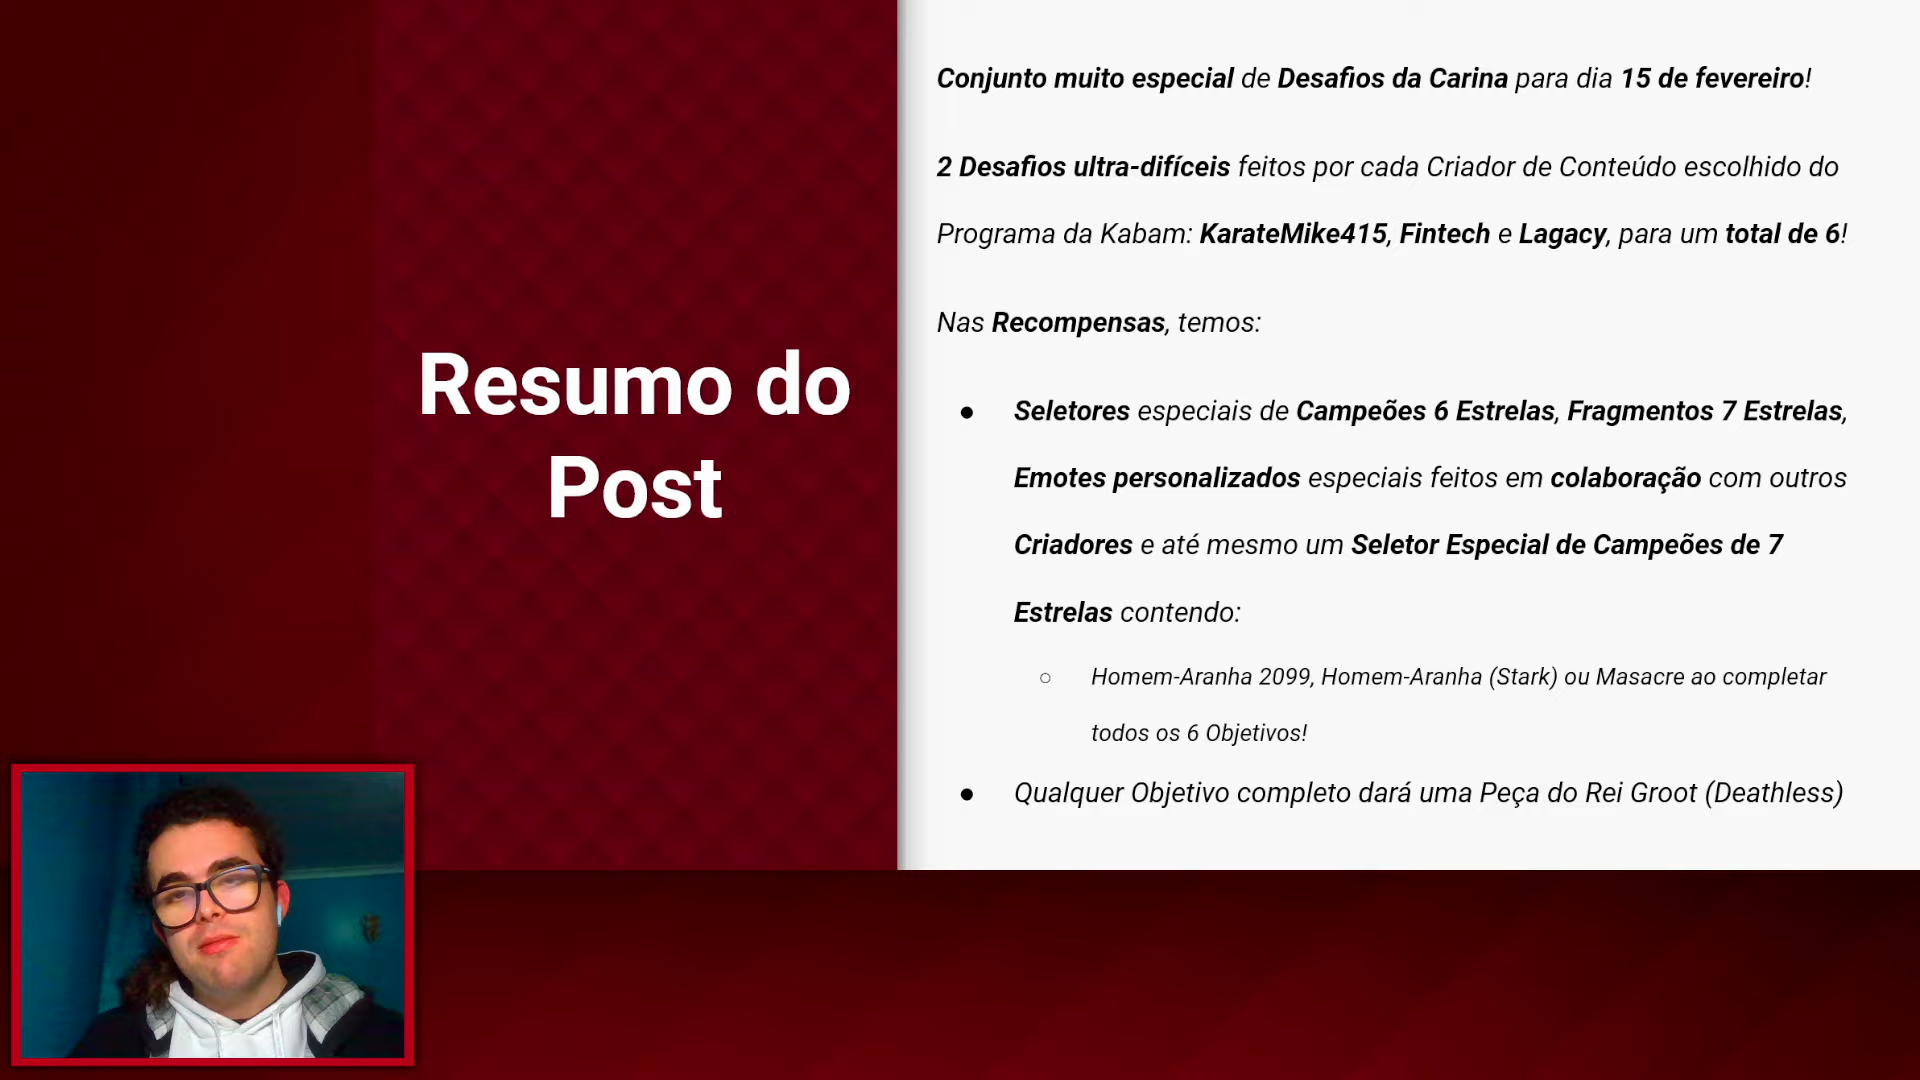 Resumo do
Post
Conjunto muito especial de Desafios da Carina para dia 15 de fevereiro!
2 Desafios ultra-difíceis feitos por cada Criador de Conteúdo escolhido do
Programa da Kabam: KarateMike415, Fintech e Lagacy, para um total de 6!
Nas Recompensas, temos:
● Seletores especiais de Campeões 6 Estrelas, Fragmentos 7 Estrelas,
Emotes personalizados especiais feitos em colaboração com outros
Criadores e até mesmo um Seletor Especial de Campeões de 7
Estrelas contendo:
○ Homem-Aranha 2099, Homem-Aranha (Stark) ou Masacre ao completar
todos os 6 Objetivos!
● Qualquer Objetivo completo dará uma Peça do Rei Groot (Deathless)